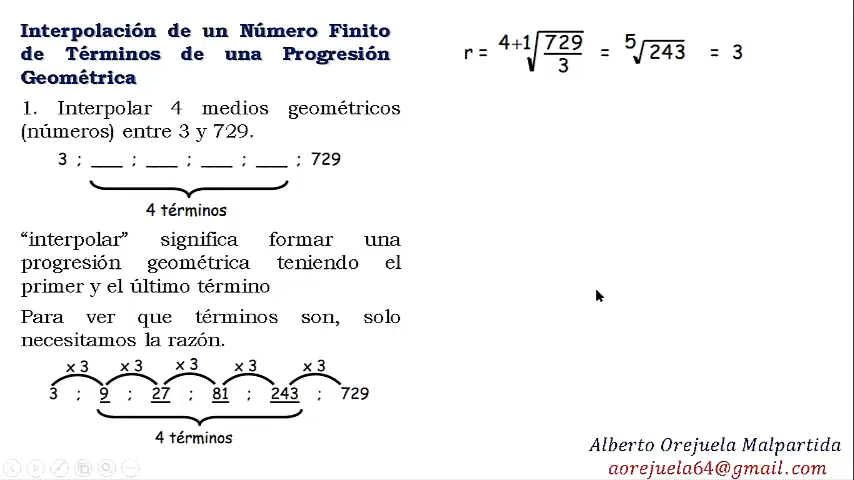 Interpolación de un Número Finito
de Términos de una Progresión
Geométrica
1. Interpolar 4 medios geométricos
(números) entre 3 y 729.
3 ; ___ ; ___ ; ___ ; ___ ; 729
4 términos
“interpolar” significa formar una
progresión geométrica teniendo el
primer y el último término
Para ver que términos son, solo
necesitamos la razón.
x 3 x 3 x 3 x 3 x 3
3 ; 9 ; 27 ; 81 ; 243 ; 729
4 términos
r = 4+1√729/3 = 5√243 = 3
Alberto Orejuela Malpartida
aorejuela64@gmail.com